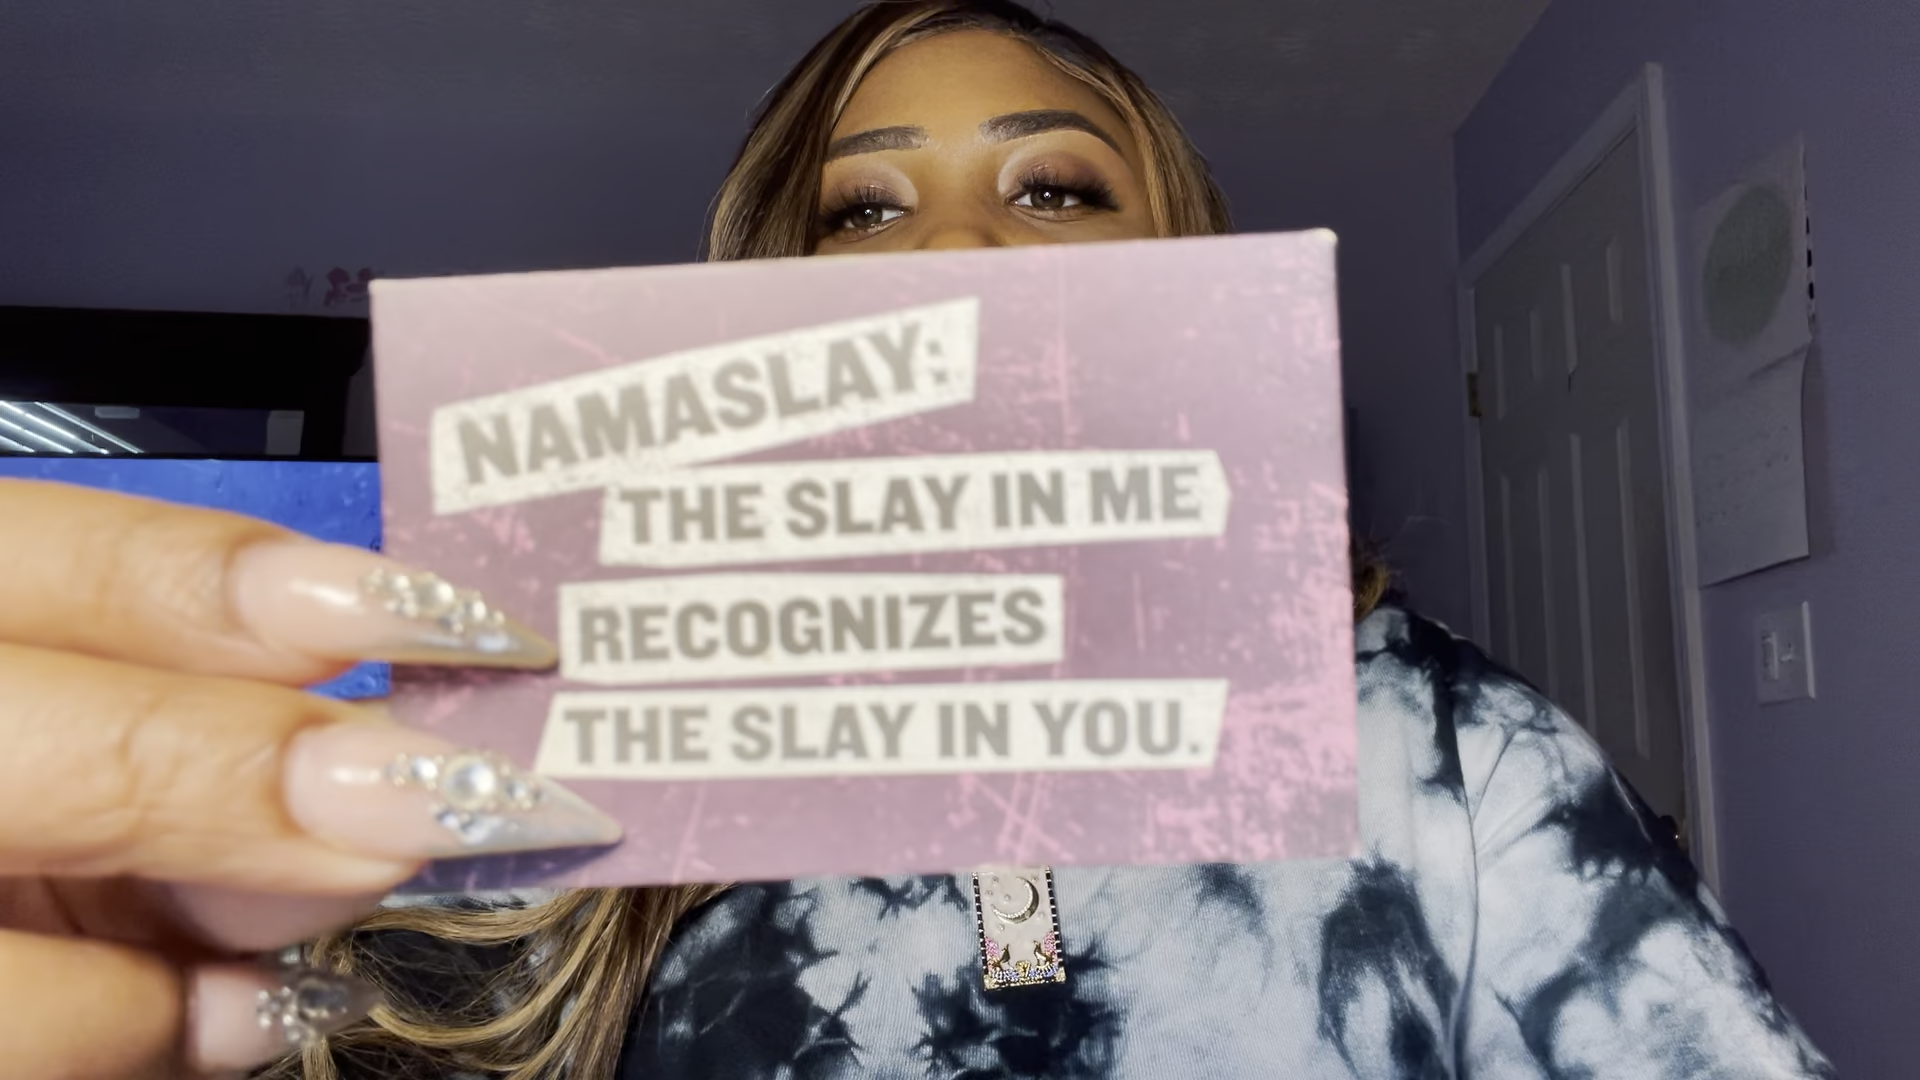 NAMASLAY:
THE SLAY IN ME
RECOGNIZES
THE SLAY IN YOU.